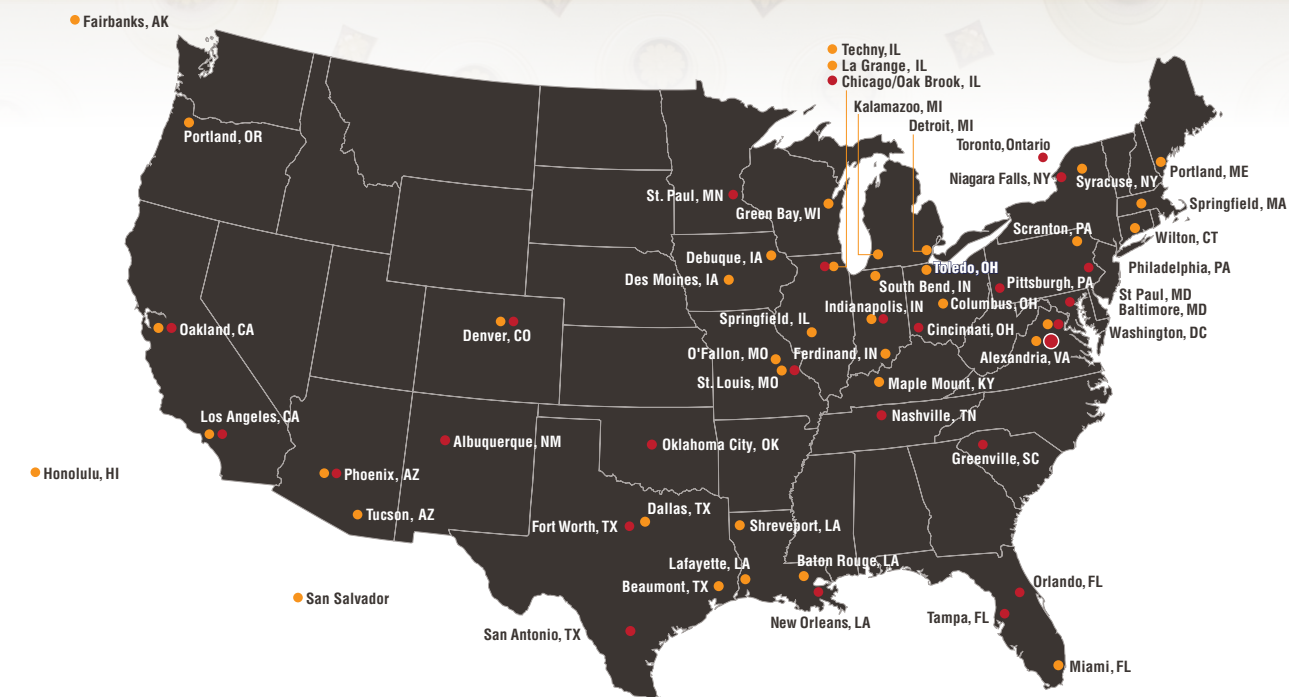 Fairbanks, AK
Techny, IL
La Grange, IL
Chicago/Oak Brook, IL
Kalamazoo, MI
Detroit, MI
Portland, OR
Toronto, Ontario
Niagara Falls, NY
Syracuse, NY
Portland, ME
St. Paul, MN
Green Bay, WI
Springfield, MA
Scranton, PA
Wilton, CT
Debuque, IA
Des Moines, IA
Toledo, OH
Philadelphia, PA
South Bend, IN
Pittsburgh, PA
St Paul, MD
Baltimore, MD
Columbus, OH
Indianapolis, IN
Springfield, IL
Oakland, CA
Denver, CO
Cincinnati, OH
Washington, DC
O'Fallon, MO
Ferdinand, IN
Alexandria, VA
St. Louis, MO
Maple Mount, KY
Los Angeles, CA
Nashville, TN
Albuquerque, NM
Oklahoma City, OK
Greenville, SC
Honolulu, HI
Phoenix, AZ
Tucson, AZ
Dallas, TX
Fort Worth, TX
Shreveport, LA
Lafayette, LA
Baton Rouge, LA
Beaumont, TX
Orlando, FL
San Salvador
Tampa, FL
New Orleans, LA
San Antonio, TX
Miami, FL